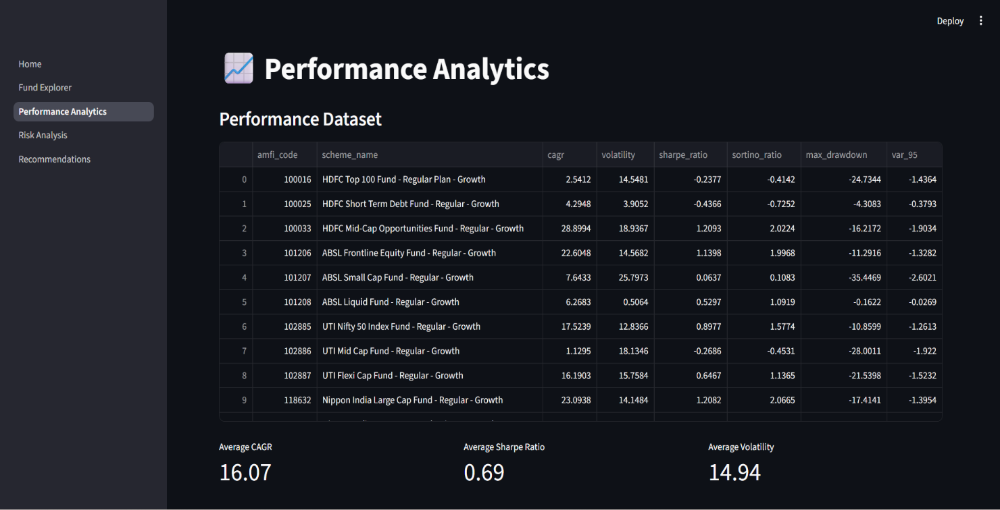 Deploy
Home
Fund Explorer
Performance Analytics
Risk Analysis
Recommendations
Performance Analytics
Performance Dataset
amfi_code scheme_name cagr volatility sharpe_ratio sortino_ratio max_drawdown var_95
0 100016 HDFC Top 100 Fund - Regular Plan - Growth 2.5412 14.5481 -0.2377 -0.4142 -24.7344 -1.4364
1 100025 HDFC Short Term Debt Fund - Regular - Growth 4.2948 3.9052 -0.4366 -0.7252 -4.3083 -0.3793
2 100033 HDFC Mid-Cap Opportunities Fund - Regular - Growth 28.8994 18.9367 1.2093 2.0224 -16.2172 -1.9034
3 101206 ABSL Frontline Equity Fund - Regular - Growth 22.6048 14.5682 1.1398 1.9968 -11.2916 -1.3282
4 101207 ABSL Small Cap Fund - Regular - Growth 7.6433 25.7973 0.0637 0.1083 -35.4469 -2.6021
5 101208 ABSL Liquid Fund - Regular - Growth 6.2683 0.5064 0.5297 1.0919 -0.1622 -0.0269
6 102885 UTI Nifty 50 Index Fund - Regular - Growth 17.5239 12.8366 0.8977 1.5774 -10.8599 -1.2613
7 102886 UTI Mid Cap Fund - Regular - Growth 1.1295 18.1346 -0.2686 -0.4531 -28.0011 -1.922
8 102887 UTI Flexi Cap Fund - Regular - Growth 16.1903 15.7584 0.6467 1.1365 -21.5398 -1.5232
9 118632 Nippon India Large Cap Fund - Regular - Growth 23.0938 14.1484 1.2082 2.0665 -17.4141 -1.3954
Average CAGR Average Sharpe Ratio Average Volatility
16.07 0.69 14.94